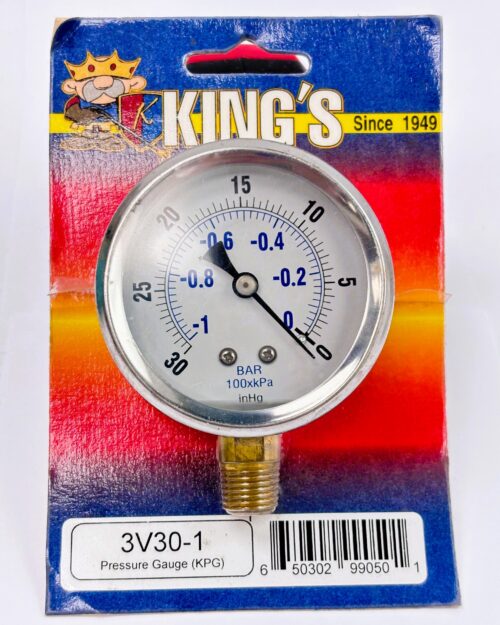 K
KING'S
Since 1949
15
20
10
-0.6
-0.4
25
-0.8
-0.2
5
-1
0
30
0
BAR
100xkPa
inHg
3V30-1
Pressure Gauge (KPG)
6 50302 99050 1